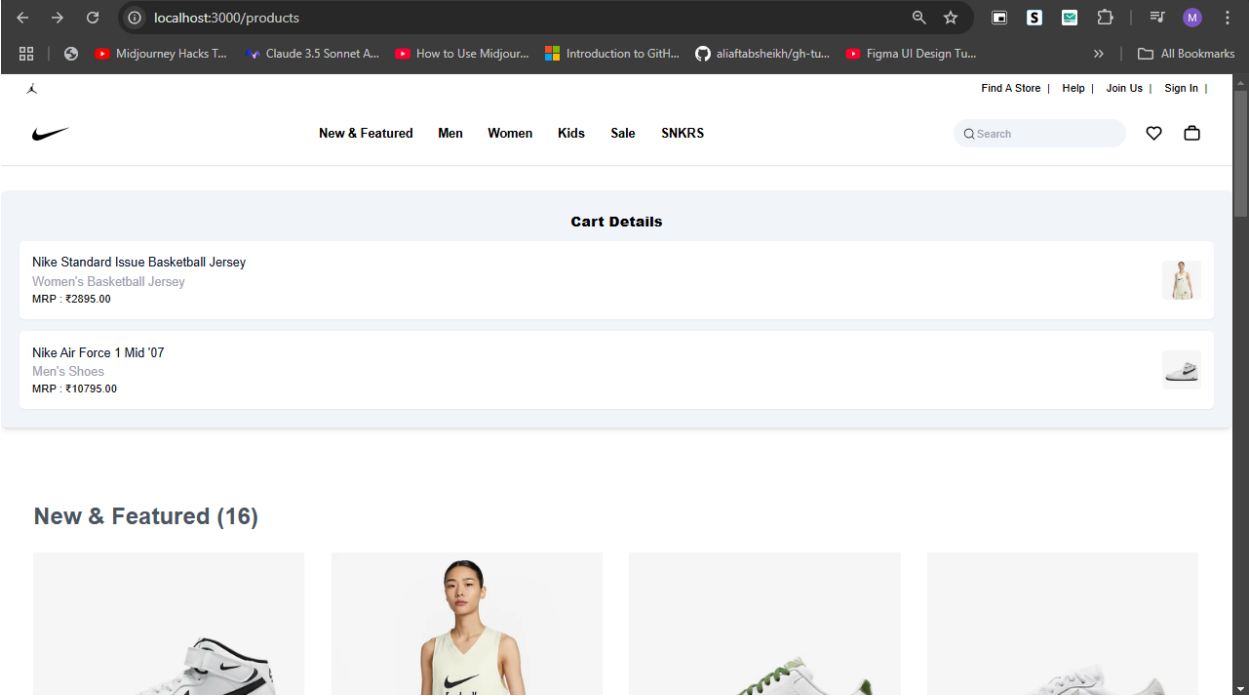 localhost:3000/products
M
Midjourney Hacks T...
Claude 3.5 Sonnet A...
How to Use Midjour...
Introduction to GitH...
aliaftabsheikh/gh-tu...
Figma UI Design Tu...
All Bookmarks
Find A Store | Help | Join Us | Sign In |
New & Featured Men Women Kids Sale SNKRS
Search
Cart Details
Nike Standard Issue Basketball Jersey
Women's Basketball Jersey
MRP : ₹2895.00
Nike Air Force 1 Mid '07
Men's Shoes
MRP : ₹10795.00
New & Featured (16)